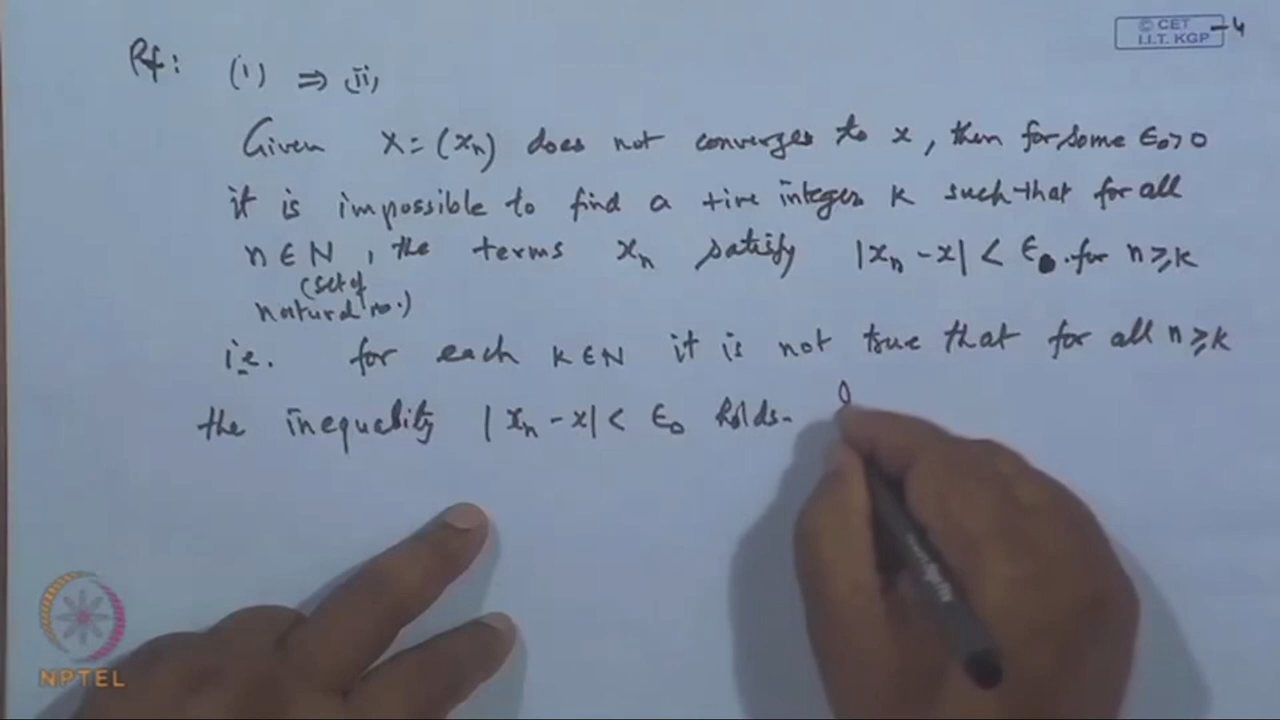 © CET
I.I.T. KGP
-4
Pf: (i) ⇒ (ii)
Given X = (xn) does not converges to x, then for some ε0 > 0
it is impossible to find a +ive integer k such that for all
n ∈ N, the terms xn satisfy |xn - x| < ε0 for n ≥ k
(set of
natural no.)
i.e. for each k ∈ N it is not true that for all n ≥ k
the inequality |xn - x| < ε0 holds.
NPTEL